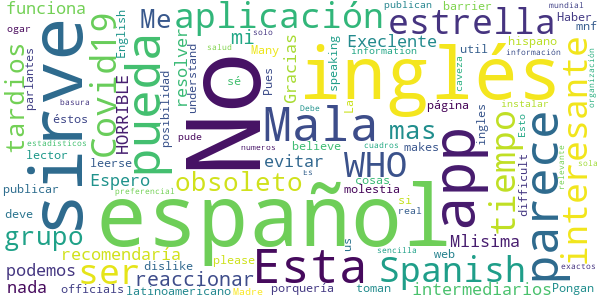 funciona
ogar
English
Me
aplicación
mi
solo
salud
Many
publican
information
barrier
Haber
mundial
mnf
estrella
hispano
Execlente
speaking
util
organización
tardios
parlantes
sirve
Covid19
HORRIBLE
pueda
posibilidad
understand
resolver
Gracias
sé
Pues
No
inglés
La
página
ingles
instalar
Esto
información
caveza
interesante
basura
éstos
estadisticos
lector
leerse
pude
evitar
Mala
believe
mas
Debe
cuadros
makes
WHO
app
tiempo
difficult
parece
relevante
sola
publicar
Espero
preferencial
obsoleto
numeros
Es
cosas
molestia
si
real
español
deve
grupo
recomendaría
ser
dislike
Esta
us
web
Mlisima
Spanish
sencilla
podemos
reaccionar
please
toman
Pongan
nada
officials
latinoamericano
Madre
porquería
intermediarios
exactos